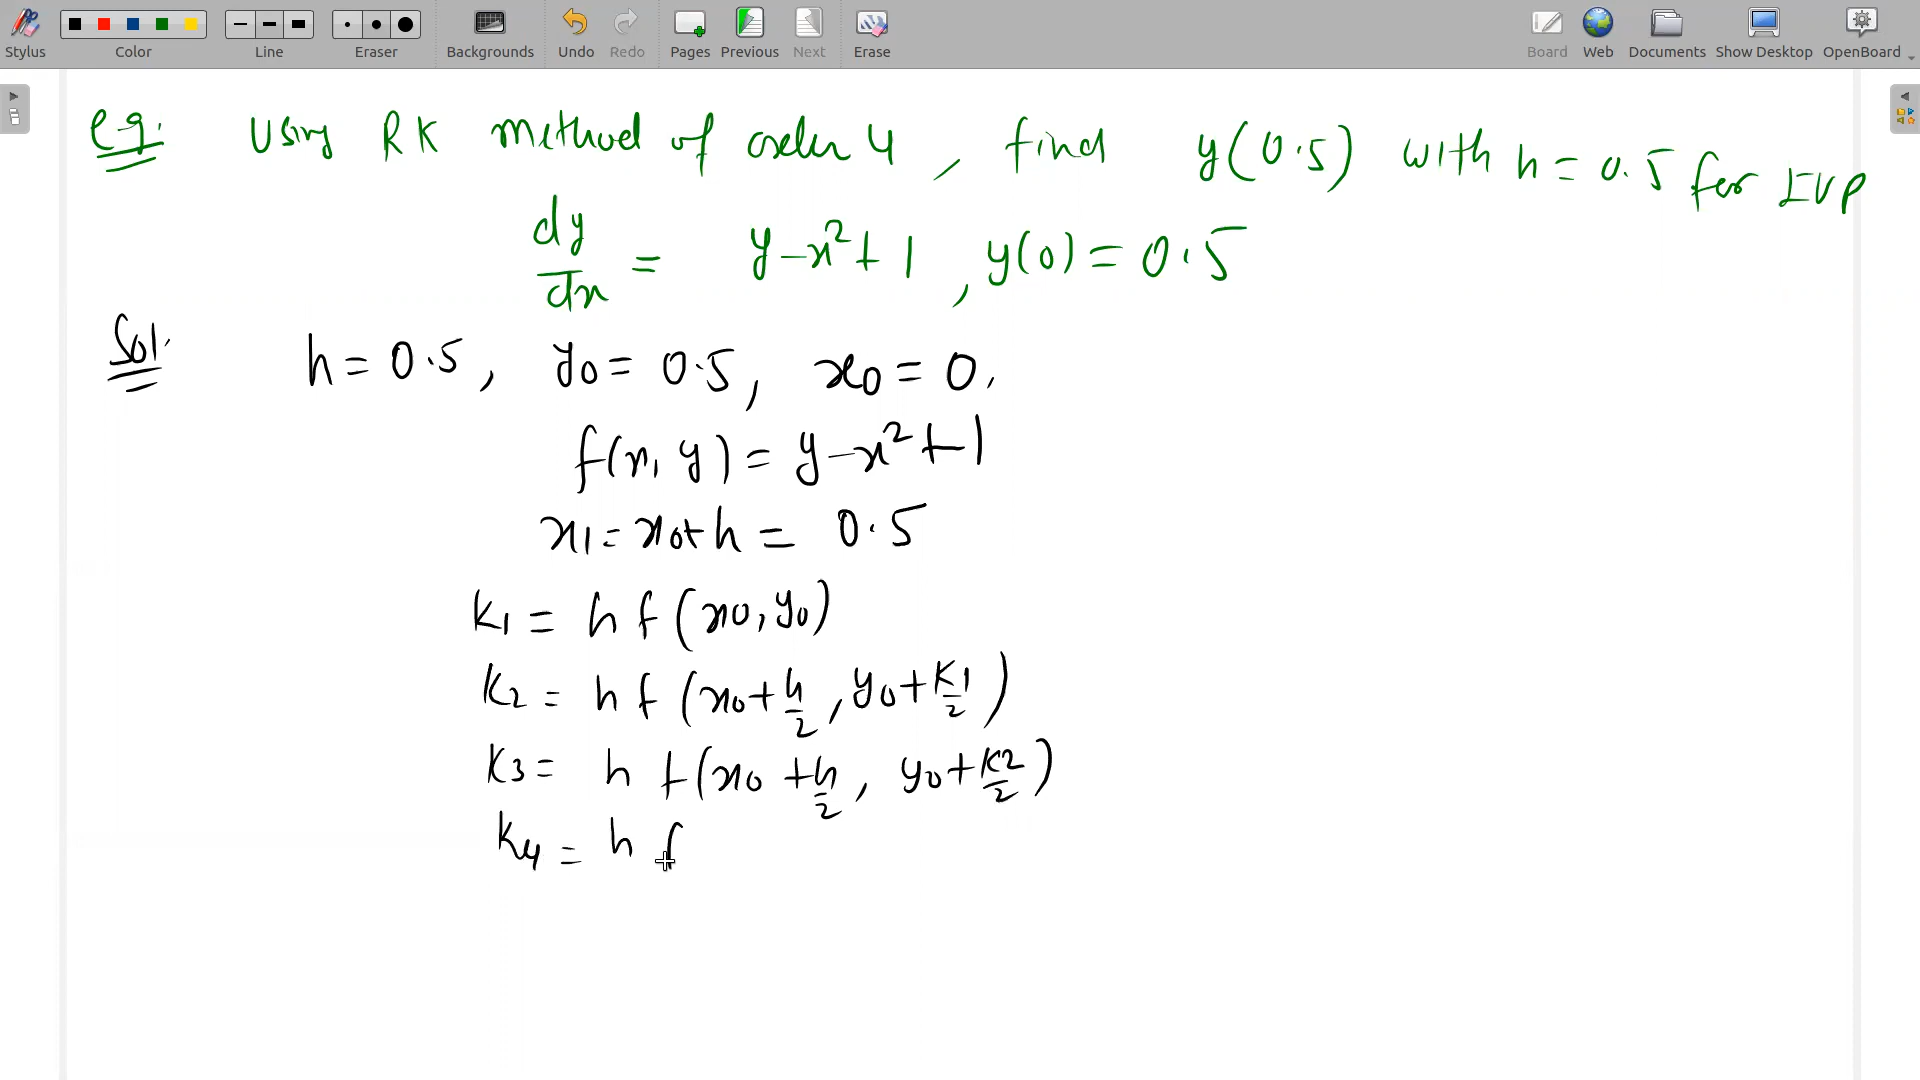 Stylus Color Line Eraser Backgrounds Undo Redo Pages Previous Next Erase Board Web Documents Show Desktop OpenBoard
eg: Using RK method of order 4, find y(0.5) with h = 0.5 for IVP
dy/dx = y-x²+1, y(0) = 0.5
Sol. h = 0.5, y0 = 0.5, x0 = 0.
f(x, y) = y-x²+1
x1 = x0+h = 0.5
K1 = h f (x0, y0)
K2 = h f (x0+h/2, y0+K1/2)
K3 = h f(x0+h/2, y0+K2/2)
K4 = h f